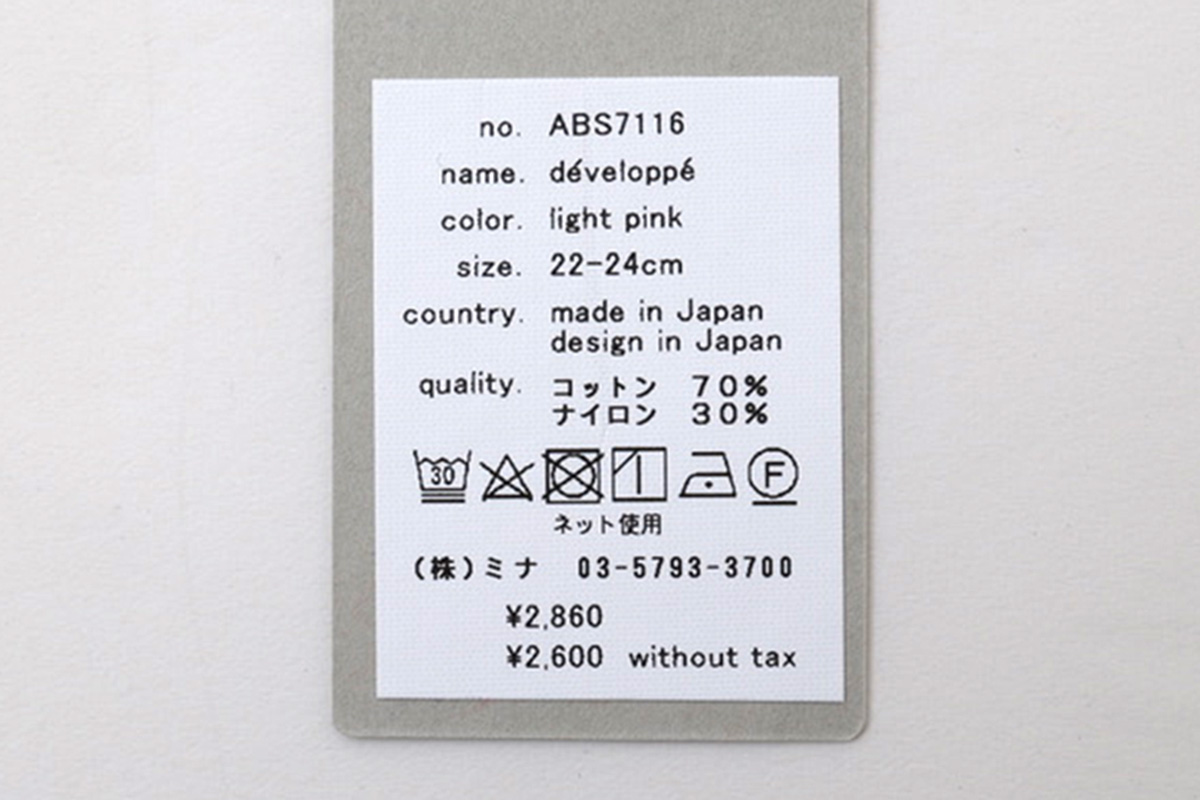 no. ABS7116
name. développé
color. light pink
size. 22-24cm
country. made in Japan
design in Japan
quality. コットン 70%
ナイロン 30%
30 F
ネット使用
(株)ミナ 03-5793-3700
¥2,860
¥2,600 without tax